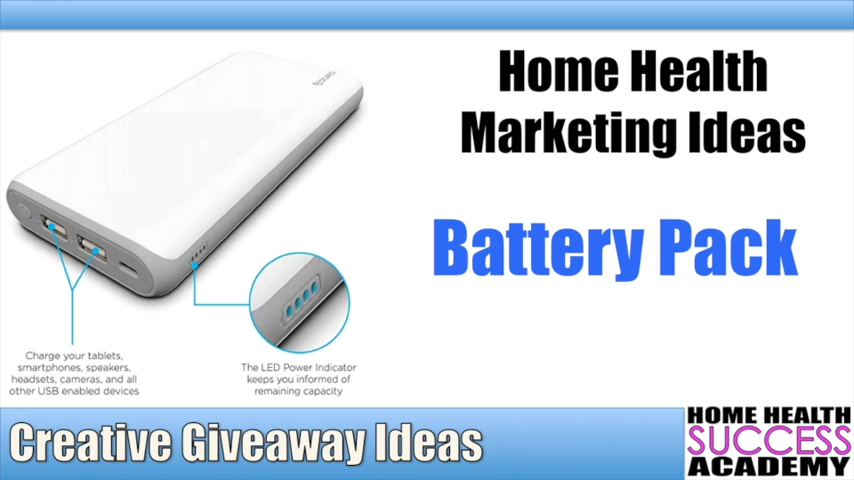 Home Health
Marketing Ideas
Battery Pack
Charge your tablets,
smartphones, speakers,
headsets, cameras, and all
other USB enabled devices
The LED Power Indicator
keeps you informed of
remaining capacity
Creative Giveaway Ideas
HOME HEALTH
SUCCESS
ACADEMY